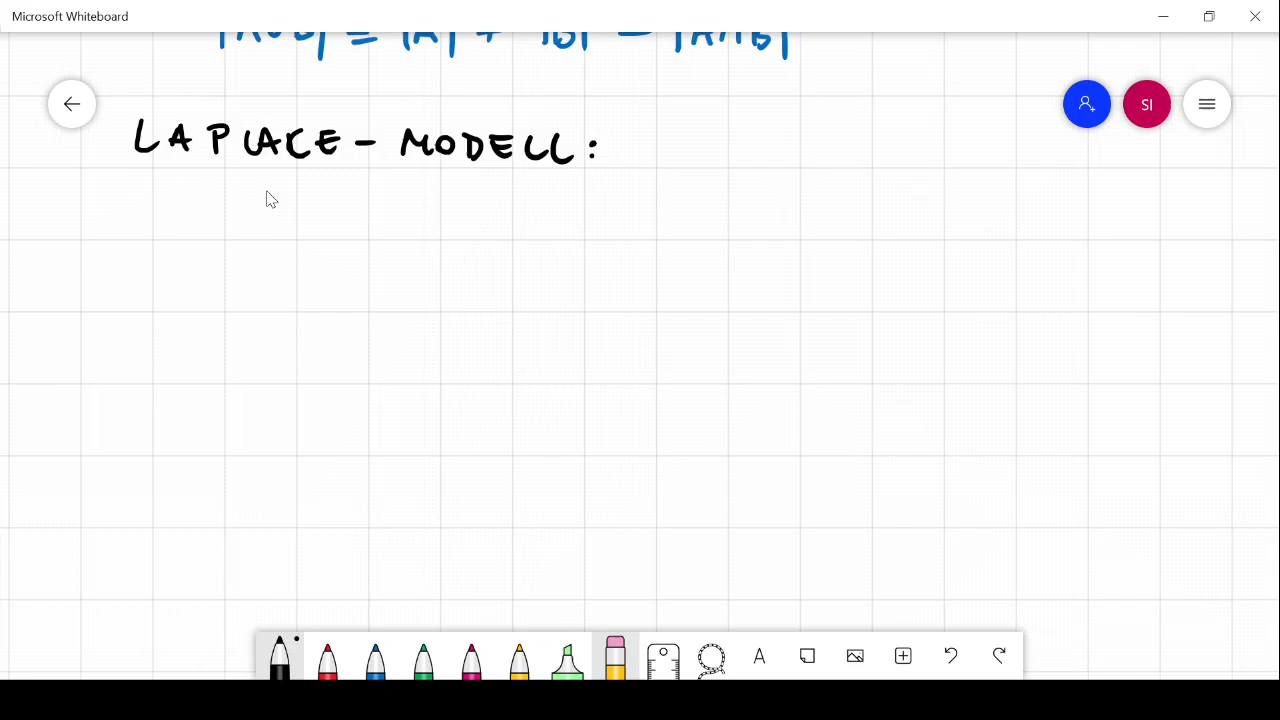 Microsoft Whiteboard
|A∪B| = |A| + |B| - |A∩B|
SI
LAPLACE - MODELL:
A